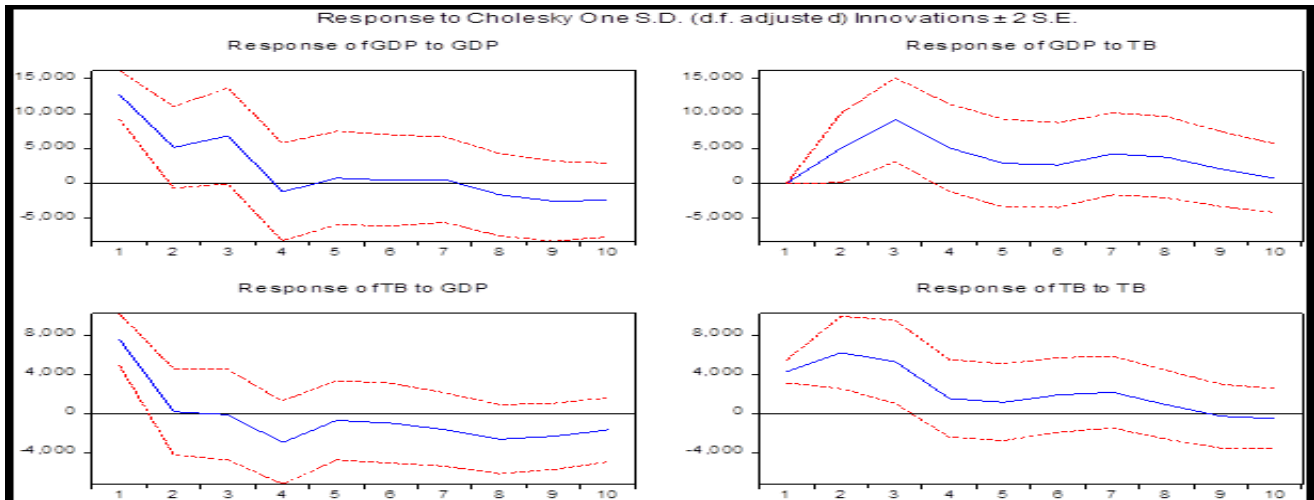 Response to Cholesky One S.D. (d.f. adjusted) Innovations ± 2 S.E.
Response of GDP to GDP
15,000
10,000
5,000
0
-5,000
1 2 3 4 5 6 7 8 9 10
Response of GDP to TB
15,000
10,000
5,000
0
-5,000
1 2 3 4 5 6 7 8 9 10
Response of TB to GDP
8,000
4,000
0
-4,000
1 2 3 4 5 6 7 8 9 10
Response of TB to TB
8,000
4,000
0
-4,000
1 2 3 4 5 6 7 8 9 10